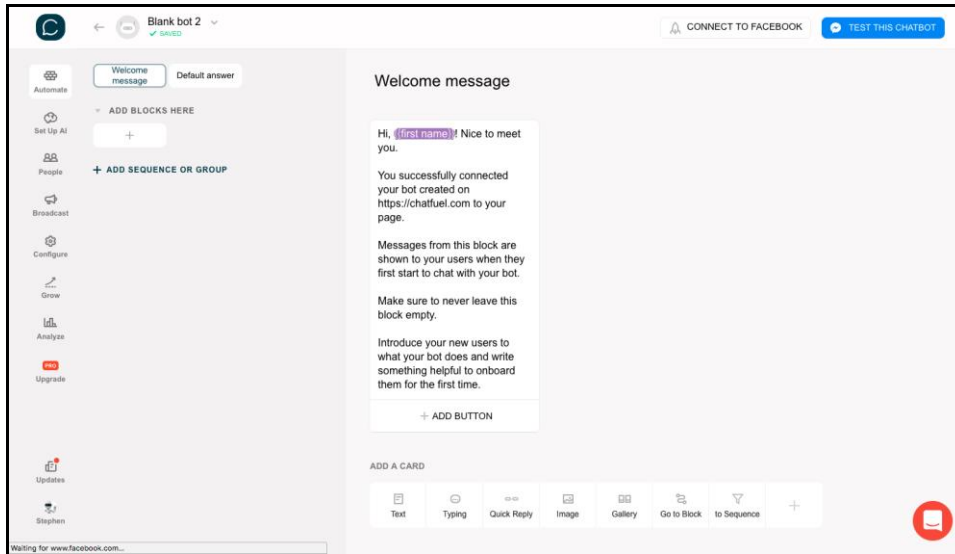 Blank bot 2
SAVED
CONNECT TO FACEBOOK
TEST THIS CHATBOT
Automate
Set Up AI
People
Broadcast
Configure
Grow
Analyze
PRO
Upgrade
Updates
Stephen
Welcome
message
Default answer
ADD BLOCKS HERE
+
+ ADD SEQUENCE OR GROUP
Welcome message
Hi, {{first name}}! Nice to meet
you.
You successfully connected
your bot created on
https://chatfuel.com to your
page.
Messages from this block are
shown to your users when they
first start to chat with your bot.
Make sure to never leave this
block empty.
Introduce your new users to
what your bot does and write
something helpful to onboard
them for the first time.
+ ADD BUTTON
ADD A CARD
Text
Typing
Quick Reply
Image
Gallery
Go to Block
to Sequence
+
Waiting for www.facebook.com...